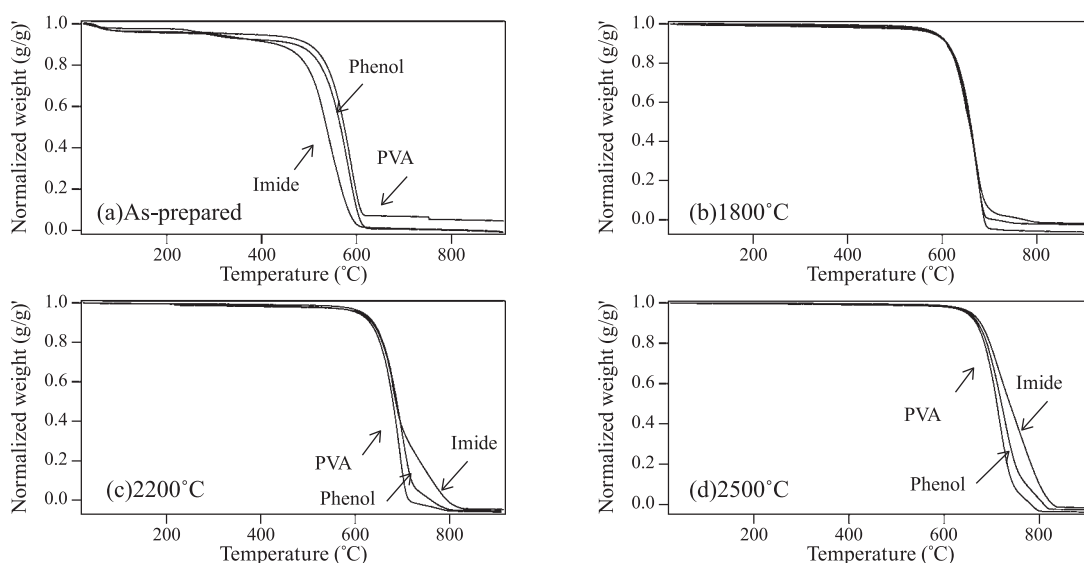 Normalized weight (g/g)'
1.0
0.8
0.6
0.4
0.2
0.0
Phenol
PVA
Imide
(a)As-prepared
200 400 600 800
Temperature (˚C)
Normalized weight (g/g)'
1.0
0.8
0.6
0.4
0.2
0.0
(b)1800˚C
200 400 600 800
Temperature (˚C)
Normalized weight (g/g)'
1.0
0.8
0.6
0.4
0.2
0.0
PVA
Imide
Phenol
(c)2200˚C
200 400 600 800
Temperature (˚C)
Normalized weight (g/g)'
1.0
0.8
0.6
0.4
0.2
0.0
Imide
PVA
Phenol
(d)2500˚C
200 400 600 800
Temperature (˚C)